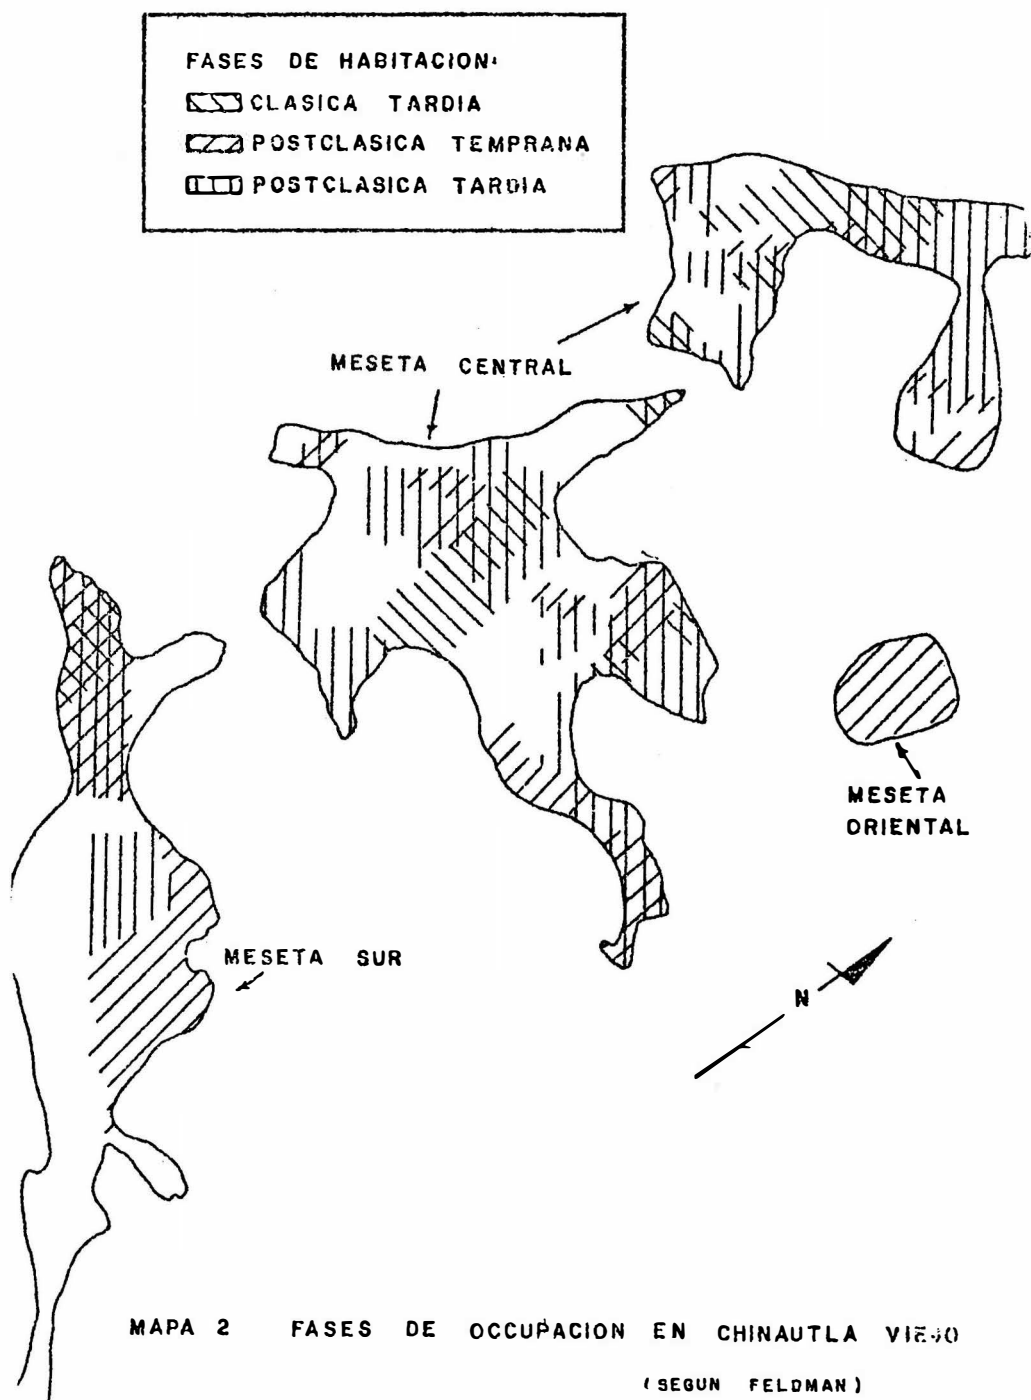 FASES DE HABITACION:
CLASICA TARDIA
POSTCLASICA TEMPRANA
POSTCLASICA TARDIA
MESETA CENTRAL
MESETA
ORIENTAL
MESETA SUR
N
MAPA 2 FASES DE OCCUPACION EN CHINAUTLA VIEJO
(SEGUN FELDMAN)